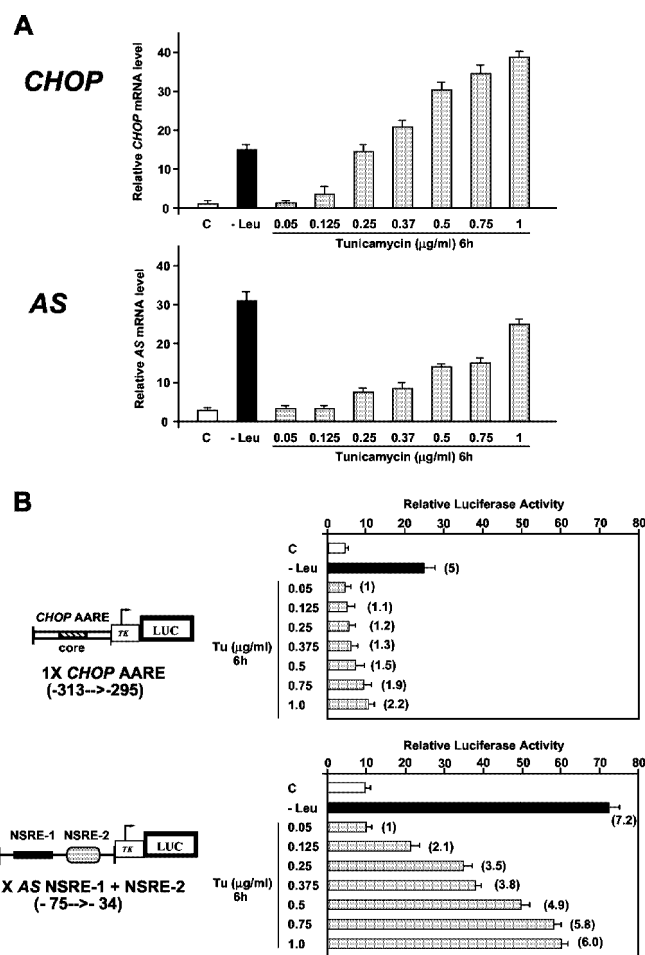 A
CHOP
Relative CHOP mRNA level
40
30
20
10
0
C - Leu 0.05 0.125 0.25 0.37 0.5 0.75 1
Tunicamycin (µg/ml) 6h
AS
Relative AS mRNA level
40
30
20
10
0
C - Leu 0.05 0.125 0.25 0.37 0.5 0.75 1
Tunicamycin (µg/ml) 6h
B
Relative Luciferase Activity
0 10 20 30 40 50 60 70 80
C
- Leu (5)
0.05 (1)
0.125 (1.1)
0.25 (1.2)
0.375 (1.3)
0.5 (1.5)
0.75 (1.9)
1.0 (2.2)
Tu (µg/ml)
6h
CHOP AARE
core
TK
LUC
1X CHOP AARE
(-313-->-295)
Relative Luciferase Activity
0 10 20 30 40 50 60 70 80
C
- Leu (7.2)
0.05 (1)
0.125 (2.1)
0.25 (3.5)
0.375 (3.8)
0.5 (4.9)
0.75 (5.8)
1.0 (6.0)
Tu (µg/ml)
6h
NSRE-1 NSRE-2
TK
LUC
X AS NSRE-1 + NSRE-2
(- 75-->- 34)